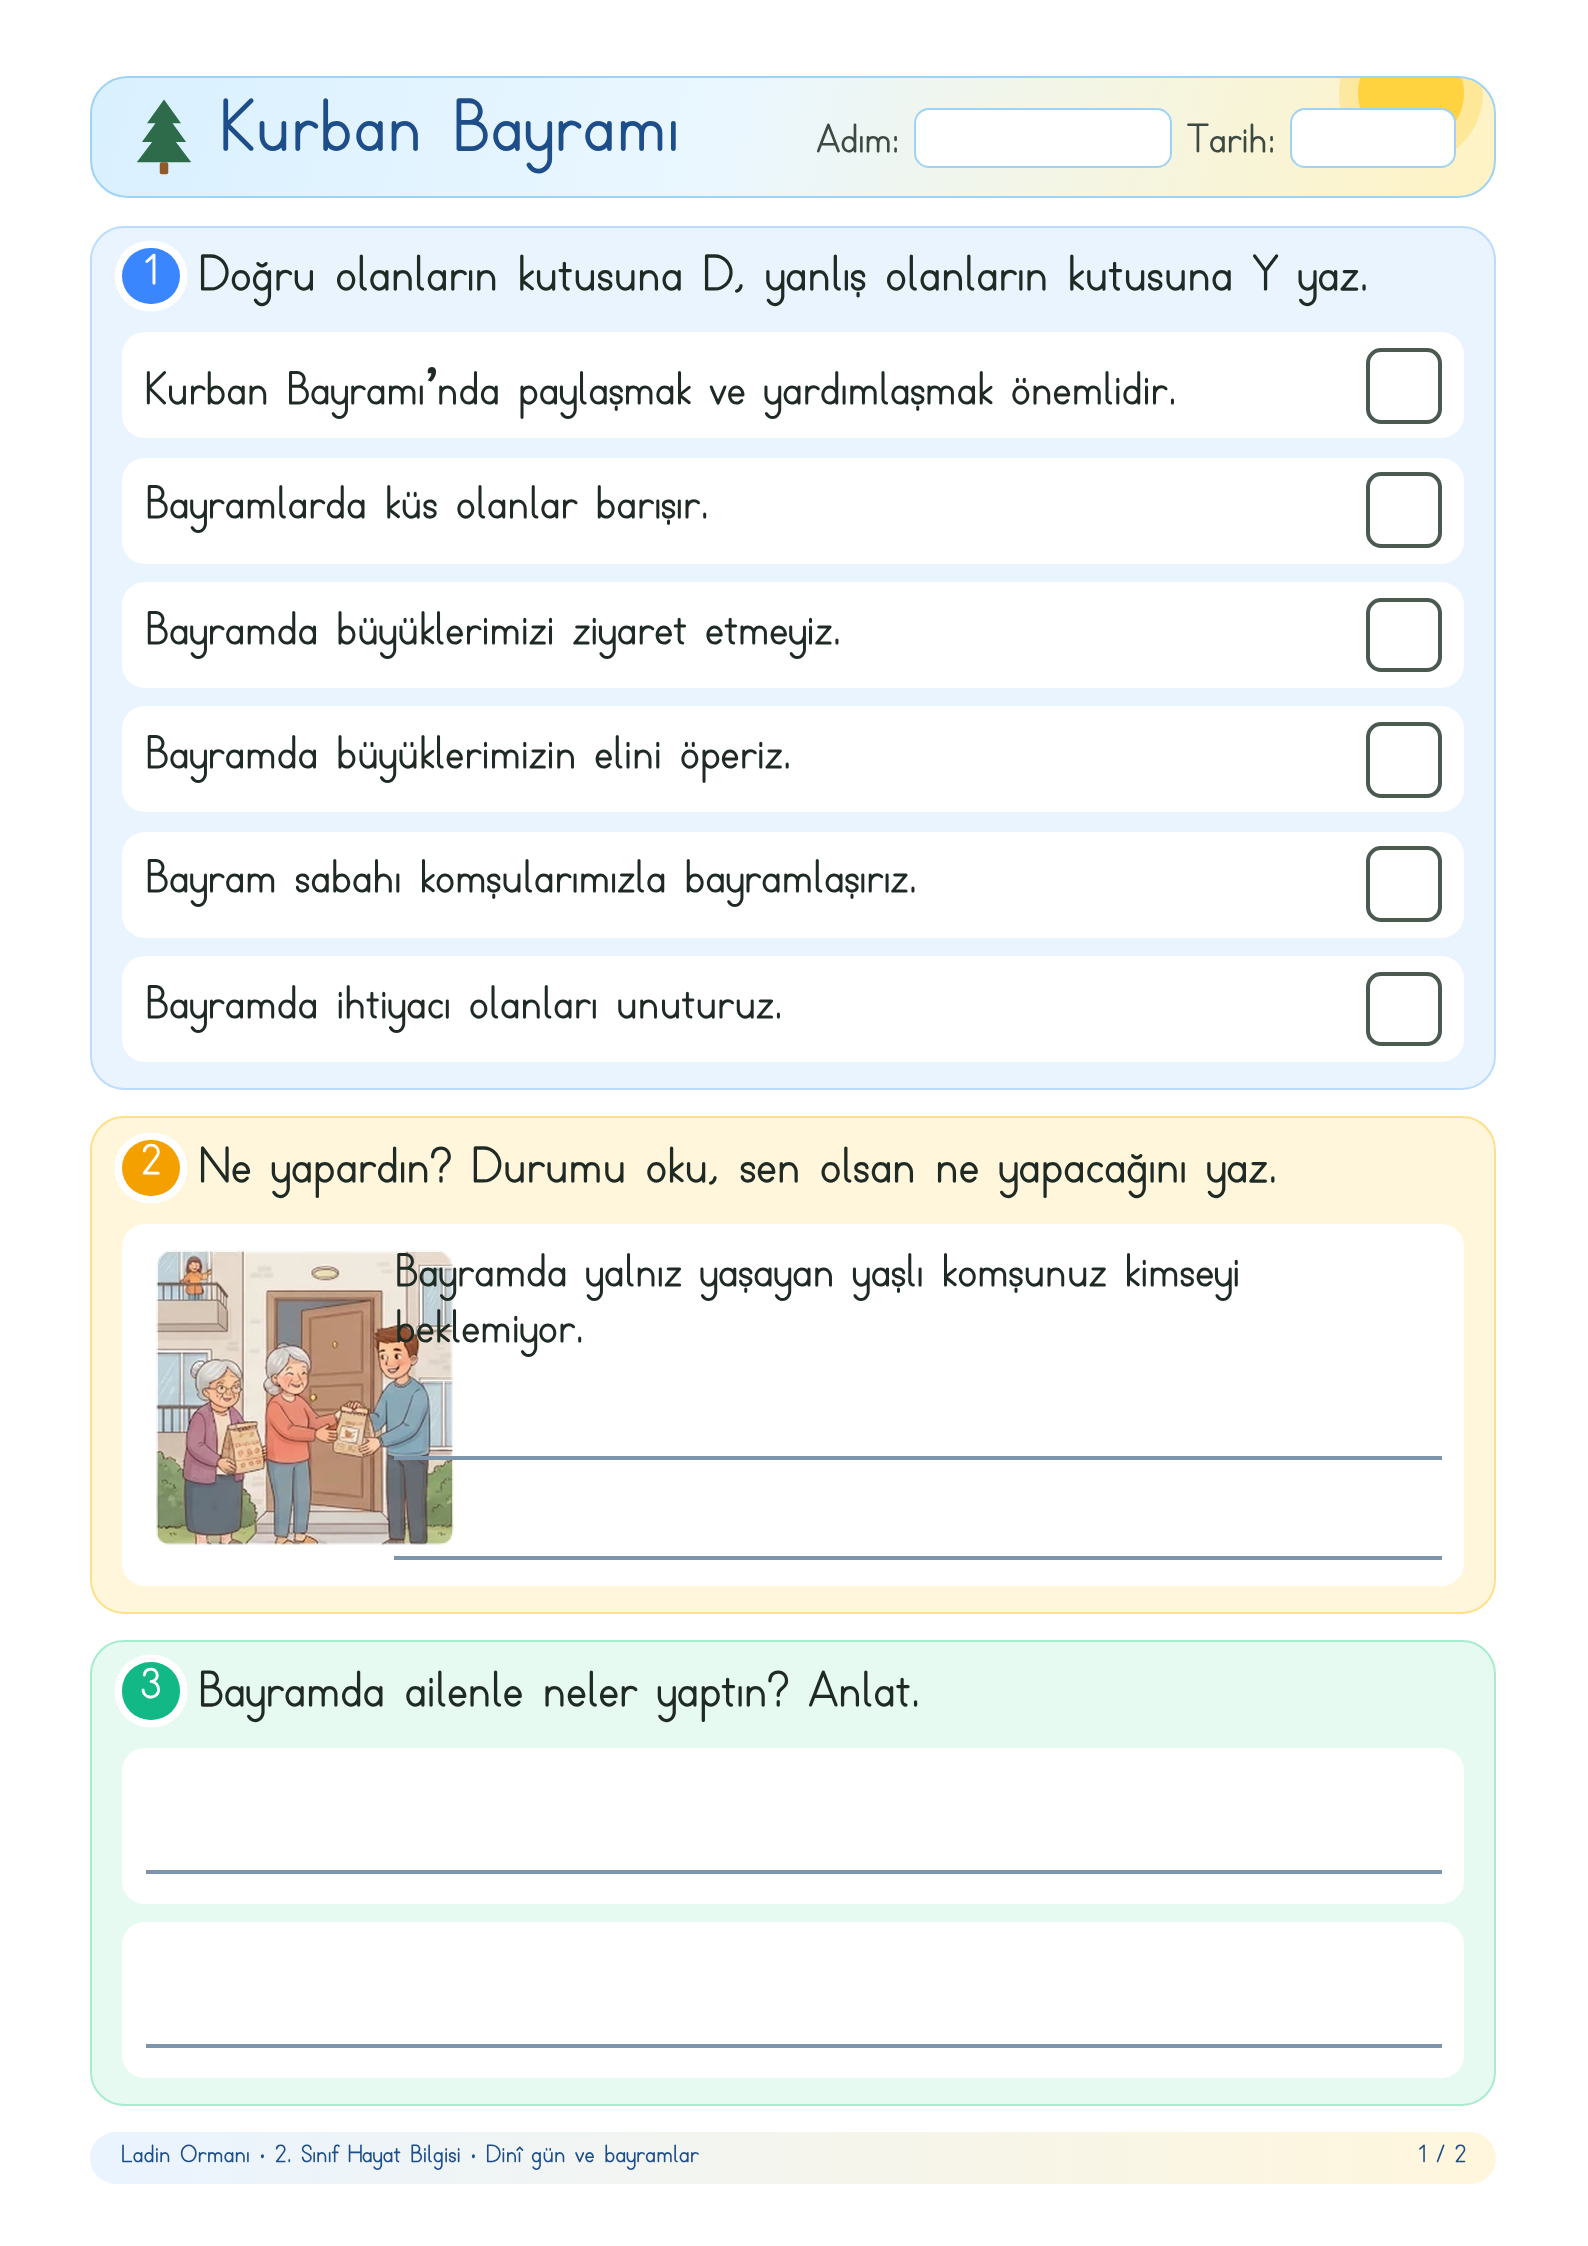 Kurban Bayramı
Adım:
Tarih:
1
Doğru olanların kutusuna D, yanlış olanların kutusuna Y yaz.
Kurban Bayramı’nda paylaşmak ve yardımlaşmak önemlidir.
Bayramlarda küs olanlar barışır.
Bayramda büyüklerimizi ziyaret etmeyiz.
Bayramda büyüklerimizin elini öperiz.
Bayram sabahı komşularımızla bayramlaşırız.
Bayramda ihtiyacı olanları unuturuz.
2
Ne yapardın? Durumu oku, sen olsan ne yapacağını yaz.
Bayramda yalnız yaşayan yaşlı komşunuz kimseyi
beklemiyor.
3
Bayramda ailenle neler yaptın? Anlat.
Ladin Ormanı • 2. Sınıf Hayat Bilgisi • Dinî gün ve bayramlar
1 / 2